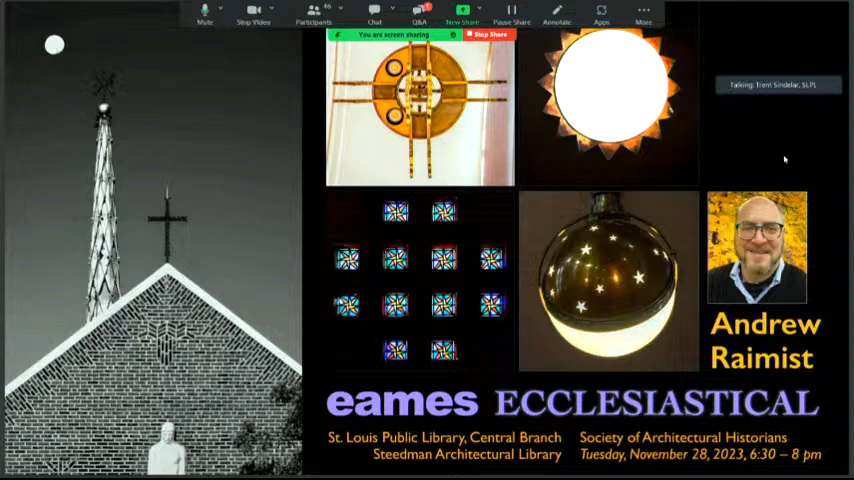 46
Mute
Stop Video
Participants
Chat
Q&A
New Share
Pause Share
Annotate
Apps
More
You are screen sharing
Stop Share
Talking: Trent Sindelar, SLPL
Andrew
Raimist
eames ECCLESIASTICAL
St. Louis Public Library, Central Branch
Steedman Architectural Library
Society of Architectural Historians
Tuesday, November 28, 2023, 6:30 – 8 pm